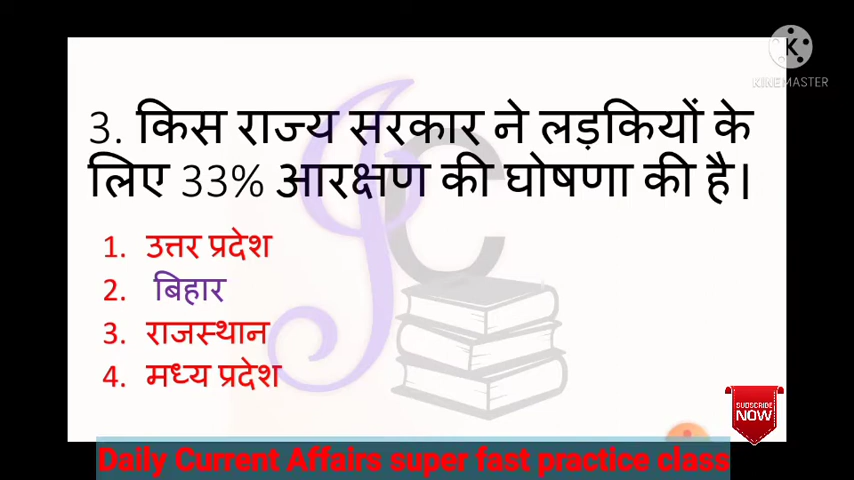 K
KINEMASTER
3. किस राज्य सरकार ने लड़कियों के
लिए 33% आरक्षण की घोषणा की है।
1. उत्तर प्रदेश
2. बिहार
3. राजस्थान
4. मध्य प्रदेश
JC
SUBSCRIBE
NOW
Daily Current Affairs super fast practice class